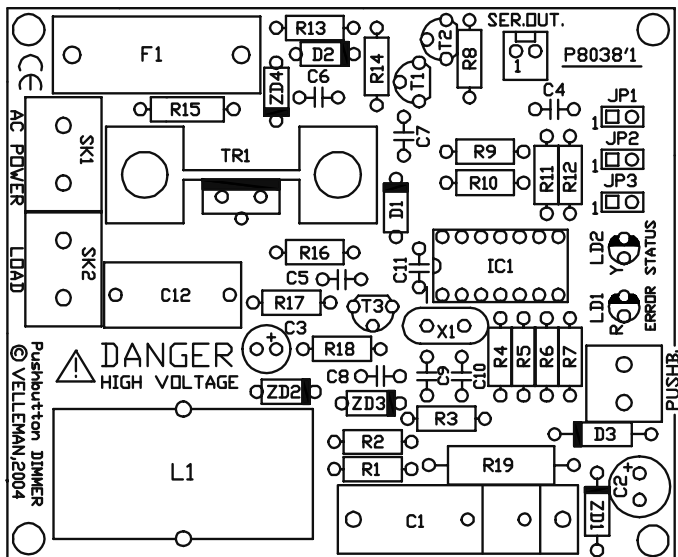 F1
R13
D2
C6
ZD4
R14
T2
T1
R8
SER.OUT.
1
P8038'1
CE
R15
C4
JP1
1
JP2
1
JP3
1
AC POWER
SK1
TR1
C7
R9
R10
R11
R12
D1
LOAD
SK2
R16
C5
C11
IC1
LD2
Y
STATUS
C12
R17
T3
X1
LD1
R
ERROR
C3
+
R18
R4
R5
R6
R7
DANGER
HIGH VOLTAGE
C8
C9
C10
PUSHB.
ZD2
ZD3
R3
D3
Pushbutton DIMMER
© VELLEMAN,2004
L1
R2
R1
R19
C2
+
C1
ZD1